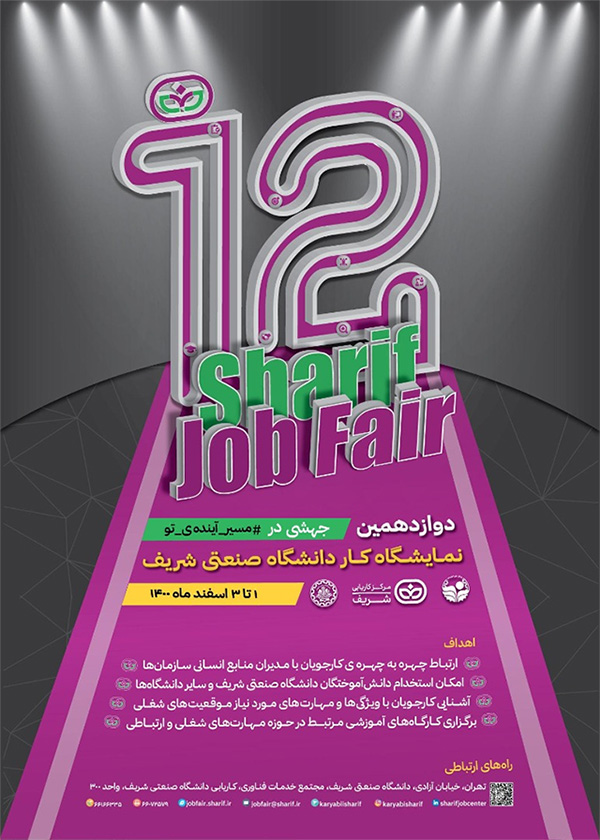 12
Sharif
Job Fair
دوازدهمین جهشی در #مسیر_آینده‌ی_تو
نمایشگاه کار دانشگاه صنعتی شریف
۱ تا ۳ اسفند ماه ۱۴۰۰
مرکز کاریابی
شریف
اهداف
ارتباط چهره به چهره ی کارجویان با مدیران منابع انسانی سازمان‌ها
امکان استخدام دانش‌آموختگان دانشگاه صنعتی شریف و سایر دانشگاه‌ها
آشنایی کارجویان با ویژگی‌ها و مهارت‌های مورد نیاز موقعیت‌های شغلی
برگزاری کارگاه‌های آموزشی مرتبط در حوزه مهارت‌های شغلی و ارتباطی
راه‌های ارتباطی
تهران، خیابان آزادی، دانشگاه صنعتی شریف، مجتمع خدمات فناوری، کاریابی دانشگاه صنعتی شریف، واحد ۳۰۰
jobfair.sharif.ir jobfair@sharif.ir karyabiisharif karyabisharif sharifjobcenter